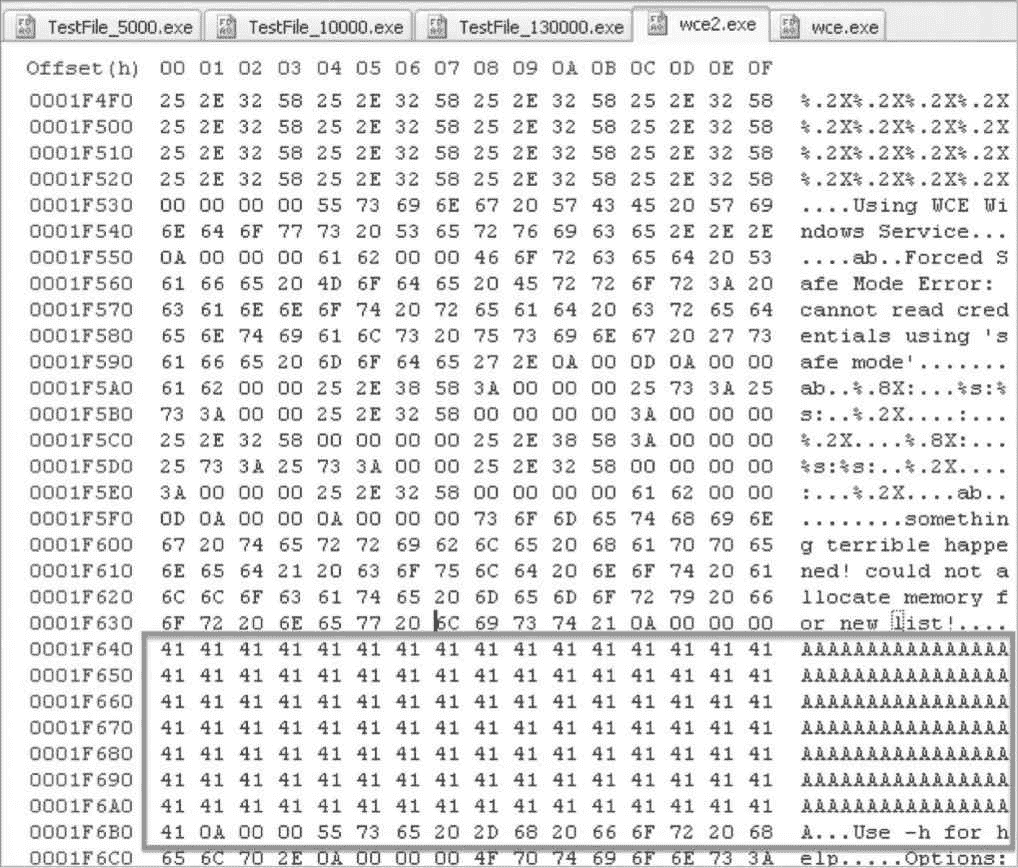 TestFile_5000.exe TestFile_10000.exe TestFile_130000.exe wce2.exe wce.exe
Offset(h) 00 01 02 03 04 05 06 07 08 09 0A 0B 0C 0D 0E 0F
0001F4F0 25 2E 32 58 25 2E 32 58 25 2E 32 58 25 2E 32 58 %.2X%.2X%.2X%.2X
0001F500 25 2E 32 58 25 2E 32 58 25 2E 32 58 25 2E 32 58 %.2X%.2X%.2X%.2X
0001F510 25 2E 32 58 25 2E 32 58 25 2E 32 58 25 2E 32 58 %.2X%.2X%.2X%.2X
0001F520 25 2E 32 58 25 2E 32 58 25 2E 32 58 25 2E 32 58 %.2X%.2X%.2X%.2X
0001F530 00 00 00 00 55 73 69 6E 67 20 57 43 45 20 57 69 ....Using WCE Wi
0001F540 6E 64 6F 77 73 20 53 65 72 76 69 63 65 2E 2E 2E ndows Service...
0001F550 0A 00 00 00 61 62 00 00 46 6F 72 63 65 64 20 53 ....ab..Forced S
0001F560 61 66 65 20 4D 6F 64 65 20 45 72 72 6F 72 3A 20 afe Mode Error:
0001F570 63 61 6E 6E 6F 74 20 72 65 61 64 20 63 72 65 64 cannot read cred
0001F580 65 6E 74 69 61 6C 73 20 75 73 69 6E 67 20 27 73 entials using 's
0001F590 61 66 65 20 6D 6F 64 65 27 2E 0A 00 0D 0A 00 00 afe mode'.......
0001F5A0 61 62 00 00 25 2E 38 58 3A 00 00 00 25 73 3A 25 ab..%.8X:...%s:%
0001F5B0 73 3A 00 00 25 2E 32 58 00 00 00 00 3A 00 00 00 s:..%.2X....:...
0001F5C0 25 2E 32 58 00 00 00 00 25 2E 38 58 3A 00 00 00 %.2X....%.8X:...
0001F5D0 25 73 3A 25 73 3A 00 00 25 2E 32 58 00 00 00 00 %s:%s:..%.2X....
0001F5E0 3A 00 00 00 25 2E 32 58 00 00 00 00 61 62 00 00 :...%.2X....ab..
0001F5F0 0D 0A 00 00 0A 00 00 00 73 6F 6D 65 74 68 69 6E ........somethin
0001F600 67 20 74 65 72 72 69 62 6C 65 20 68 61 70 70 65 g terrible happe
0001F610 6E 65 64 21 20 63 6F 75 6C 64 20 6E 6F 74 20 61 ned! could not a
0001F620 6C 6C 6F 63 61 74 65 20 6D 65 6D 6F 72 79 20 66 llocate memory f
0001F630 6F 72 20 6E 65 77 20 6C 69 73 74 21 0A 00 00 00 or new list!....
0001F640 41 41 41 41 41 41 41 41 41 41 41 41 41 41 41 41 AAAAAAAAAAAAAAAA
0001F650 41 41 41 41 41 41 41 41 41 41 41 41 41 41 41 41 AAAAAAAAAAAAAAAA
0001F660 41 41 41 41 41 41 41 41 41 41 41 41 41 41 41 41 AAAAAAAAAAAAAAAA
0001F670 41 41 41 41 41 41 41 41 41 41 41 41 41 41 41 41 AAAAAAAAAAAAAAAA
0001F680 41 41 41 41 41 41 41 41 41 41 41 41 41 41 41 41 AAAAAAAAAAAAAAAA
0001F690 41 41 41 41 41 41 41 41 41 41 41 41 41 41 41 41 AAAAAAAAAAAAAAAA
0001F6A0 41 41 41 41 41 41 41 41 41 41 41 41 41 41 41 41 AAAAAAAAAAAAAAAA
0001F6B0 41 0A 00 00 55 73 65 20 2D 68 20 66 6F 72 20 68 A...Use -h for h
0001F6C0 65 6C 70 2E 0A 00 00 00 4F 70 74 69 6F 6E 73 3A elp.....Options: